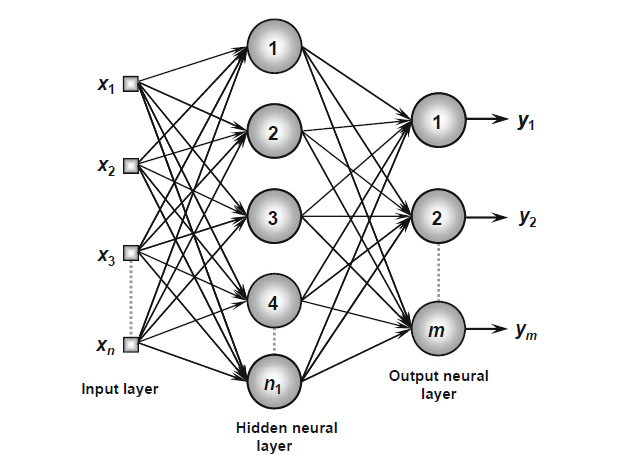 x1
x2
x3
xn
Input layer
1
2
3
4
n1
Hidden neural
layer
1
2
m
Output neural
layer
y1
y2
ym